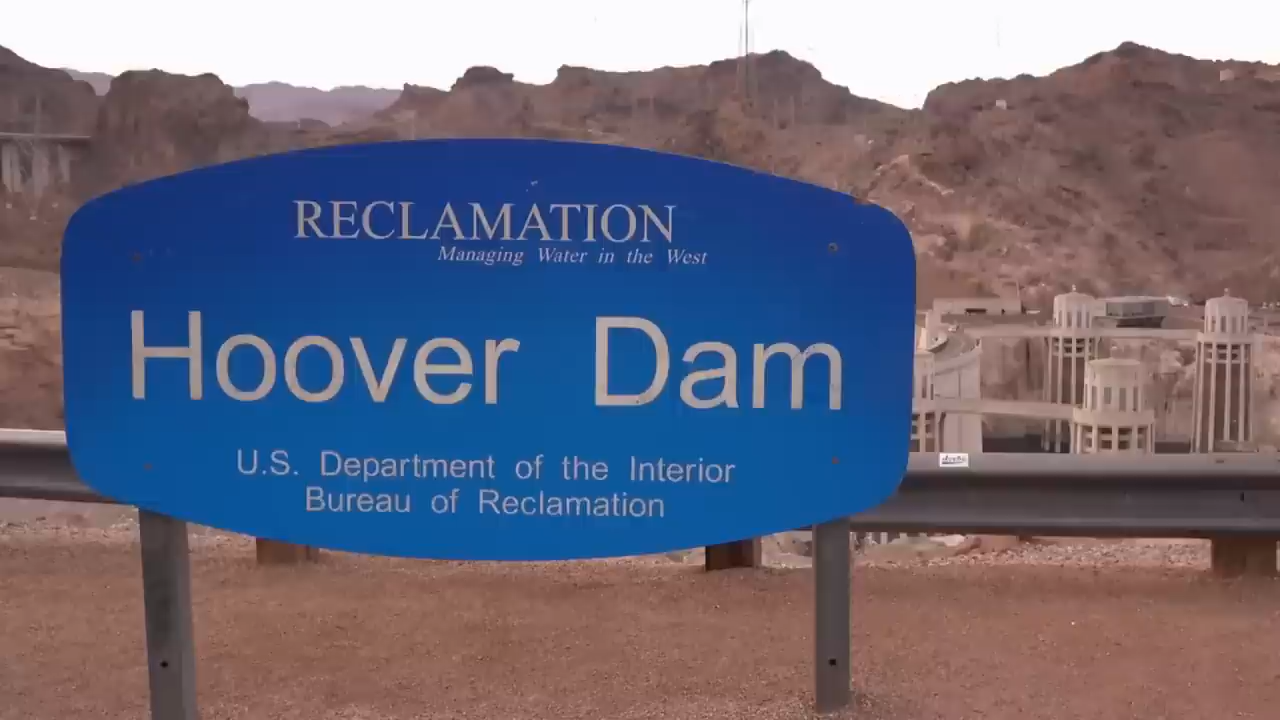 RECLAMATION
Managing Water in the West
Hoover Dam
U.S. Department of the Interior
Bureau of Reclamation